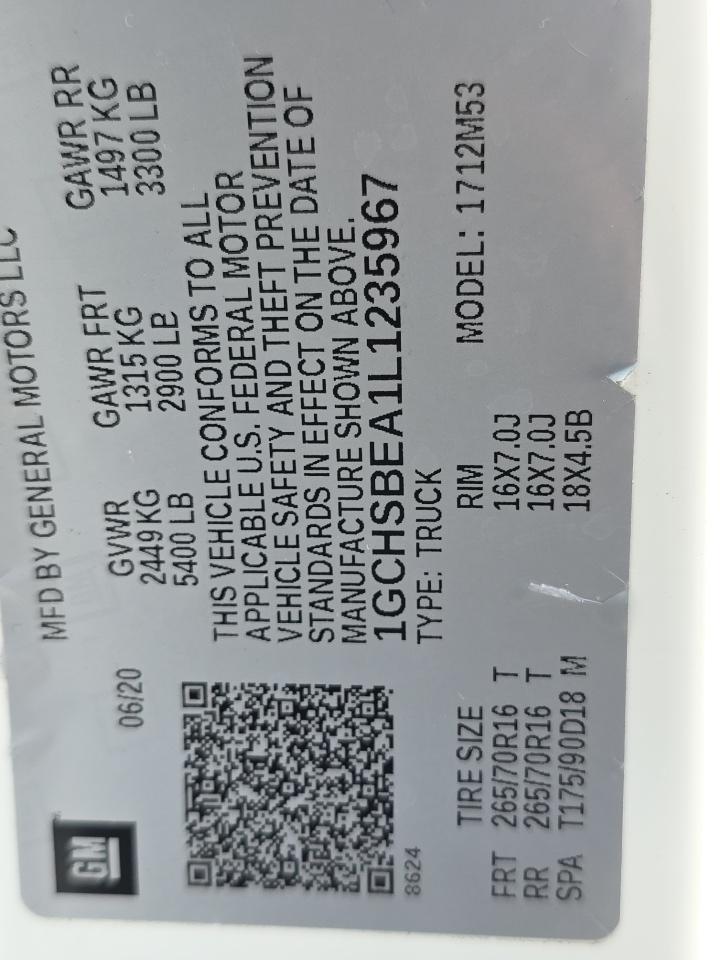 MFD BY GENERAL MOTORS LLC
GM
06/20
GVWR GAWR FRT GAWR RR
2449 KG 1315 KG 1497 KG
5400 LB 2900 LB 3300 LB
THIS VEHICLE CONFORMS TO ALL
APPLICABLE U.S. FEDERAL MOTOR
VEHICLE SAFETY AND THEFT PREVENTION
STANDARDS IN EFFECT ON THE DATE OF
MANUFACTURE SHOWN ABOVE.
1GCHSBEA1L1235967
8624
TYPE: TRUCK
TIRE SIZE RIM MODEL: 1712M53
FRT 265/70R16 T 16X7.0J
RR 265/70R16 T 16X7.0J
SPA T175/90D18 M 18X4.5B